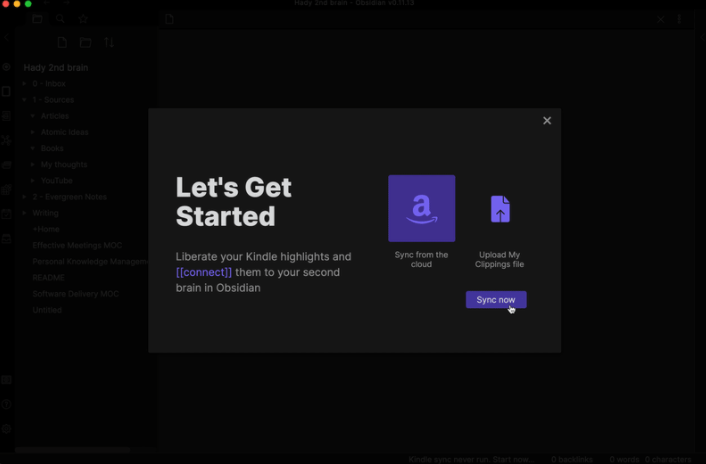 Hady 2nd brain - Obsidian v0.11.13
Hady 2nd brain
0 - Inbox
1 - Sources
Articles
Atomic Ideas
Books
My thoughts
YouTube
2 - Evergreen Notes
Writing
+Home
Effective Meetings MOC
Personal Knowledge Managem
README
Software Delivery MOC
Untitled
Let's Get
Started
Liberate your Kindle highlights and
[[connect]] them to your second
brain in Obsidian
Sync from the
cloud
Upload My
Clippings file
Sync now
Kindle sync never run. Start now... 0 backlinks 0 words 0 characters